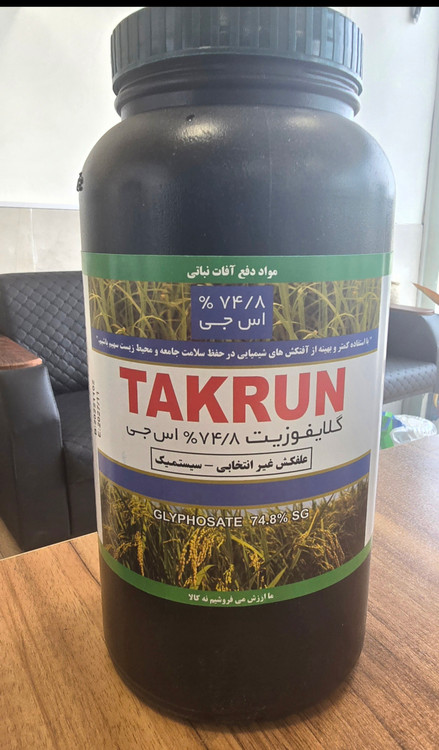 مواد دفع آفات نباتی
% ۷۴/۸
اس جی
" با استفاده کمتر و بهینه از آفتکش های شیمیایی در حفظ سلامت جامعه و محیط زیست سهیم باشیم "
TAKRUN
گلایفوزیت ۷۴/۸% اس جی
علفکش غیر انتخابی – سیستمیک
GLYPHOSATE 74.8% SG
ما ارزش می فروشیم نه کالا